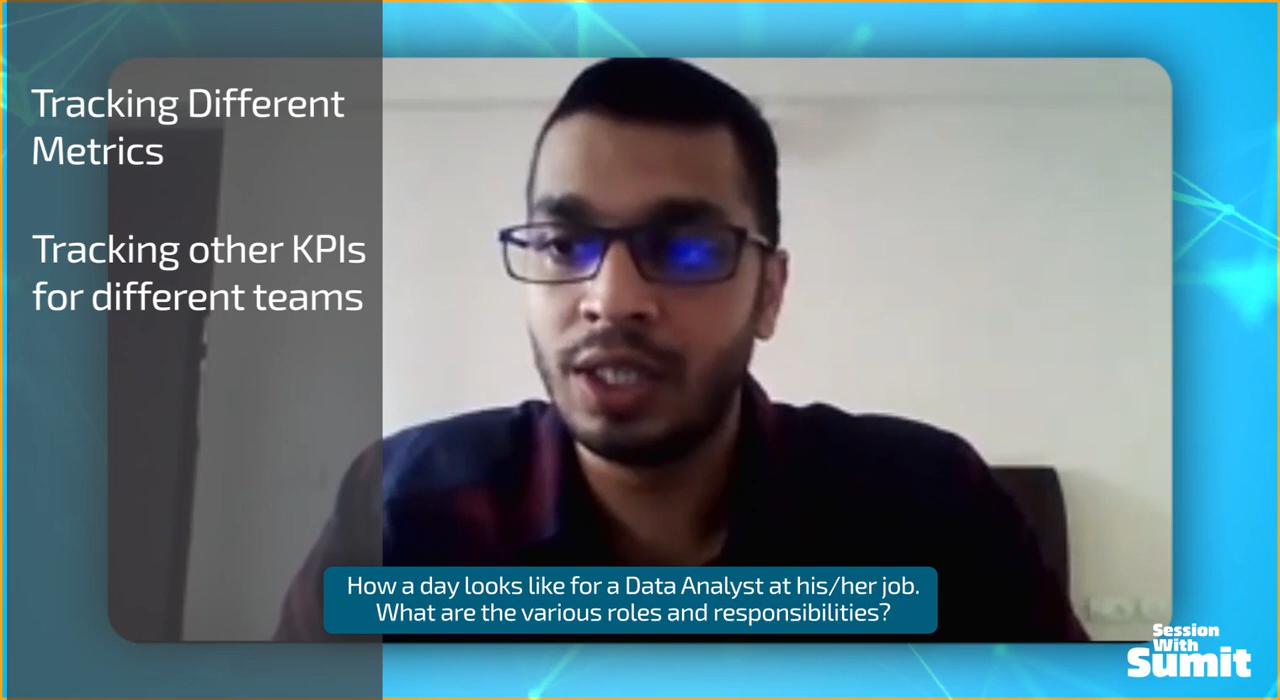 Tracking Different
Metrics
Tracking other KPIs
for different teams
How a day looks like for a Data Analyst at his/her job.
What are the various roles and responsibilities?
Session
With
Sumit